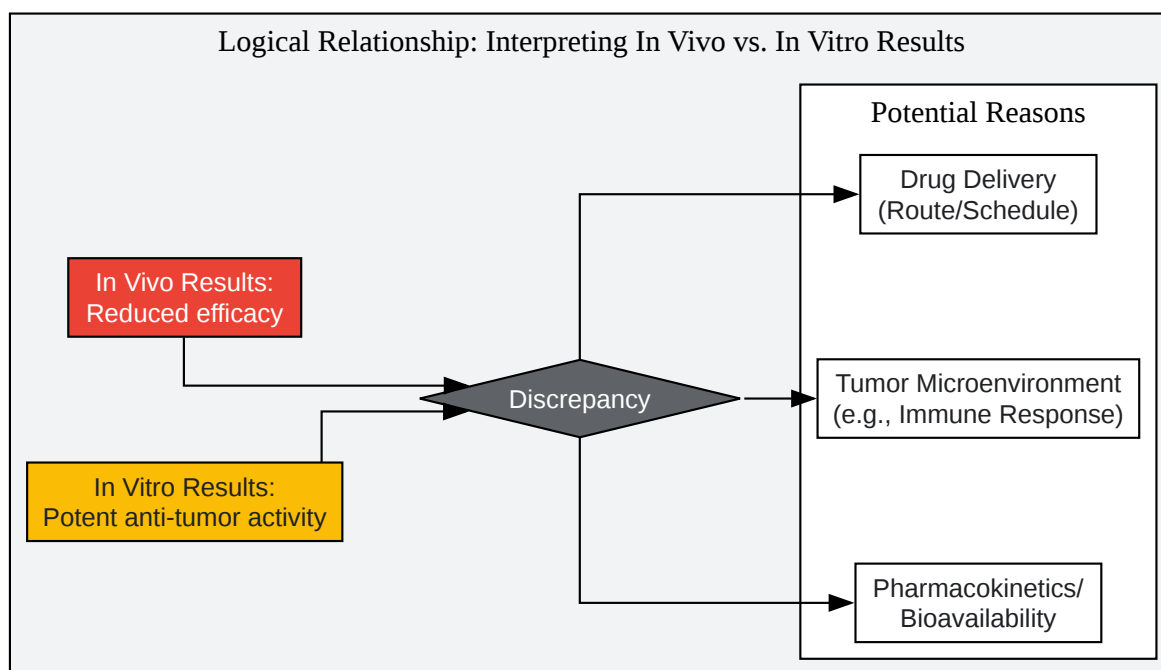 Logical Relationship: Interpreting In Vivo vs. In Vitro Results
In Vivo Results:
Reduced efficacy
In Vitro Results:
Potent anti-tumor activity
Discrepancy
Potential Reasons
Drug Delivery
(Route/Schedule)
Tumor Microenvironment
(e.g., Immune Response)
Pharmacokinetics/
Bioavailability